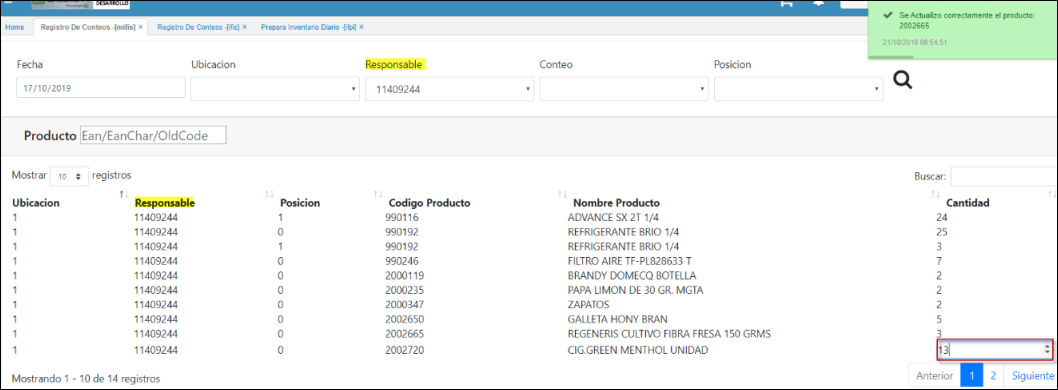 DESARROLLO
Home Registro De Conteos -[mifis] × Registro De Conteos -[ifis] × Prepara Inventario Diario -[ifpi] ×
Se Actualizo correctamente el producto: 2002665
21/10/2019 08:54:51
Fecha Ubicacion Responsable Conteo Posicion
17/10/2019 11409244
Producto Ean/EanChar/OldCode
Mostrar 10 registros Buscar:
Ubicacion Responsable Posicion Codigo Producto Nombre Producto Cantidad
1 11409244 1 990116 ADVANCE SX 2T 1/4 24
1 11409244 0 990192 REFRIGERANTE BRIO 1/4 25
1 11409244 1 990192 REFRIGERANTE BRIO 1/4 3
1 11409244 0 990246 FILTRO AIRE TF-PL828633 T 7
1 11409244 0 2000119 BRANDY DOMECQ BOTELLA 2
1 11409244 0 2000235 PAPA LIMON DE 30 GR. MGTA 2
1 11409244 0 2000347 ZAPATOS 2
1 11409244 0 2002650 GALLETA HONY BRAN 5
1 11409244 0 2002665 REGENERIS CULTIVO FIBRA FRESA 150 GRMS 3
1 11409244 0 2002720 CIG.GREEN MENTHOL UNIDAD 13
Mostrando 1 - 10 de 14 registros Anterior 1 2 Siguiente